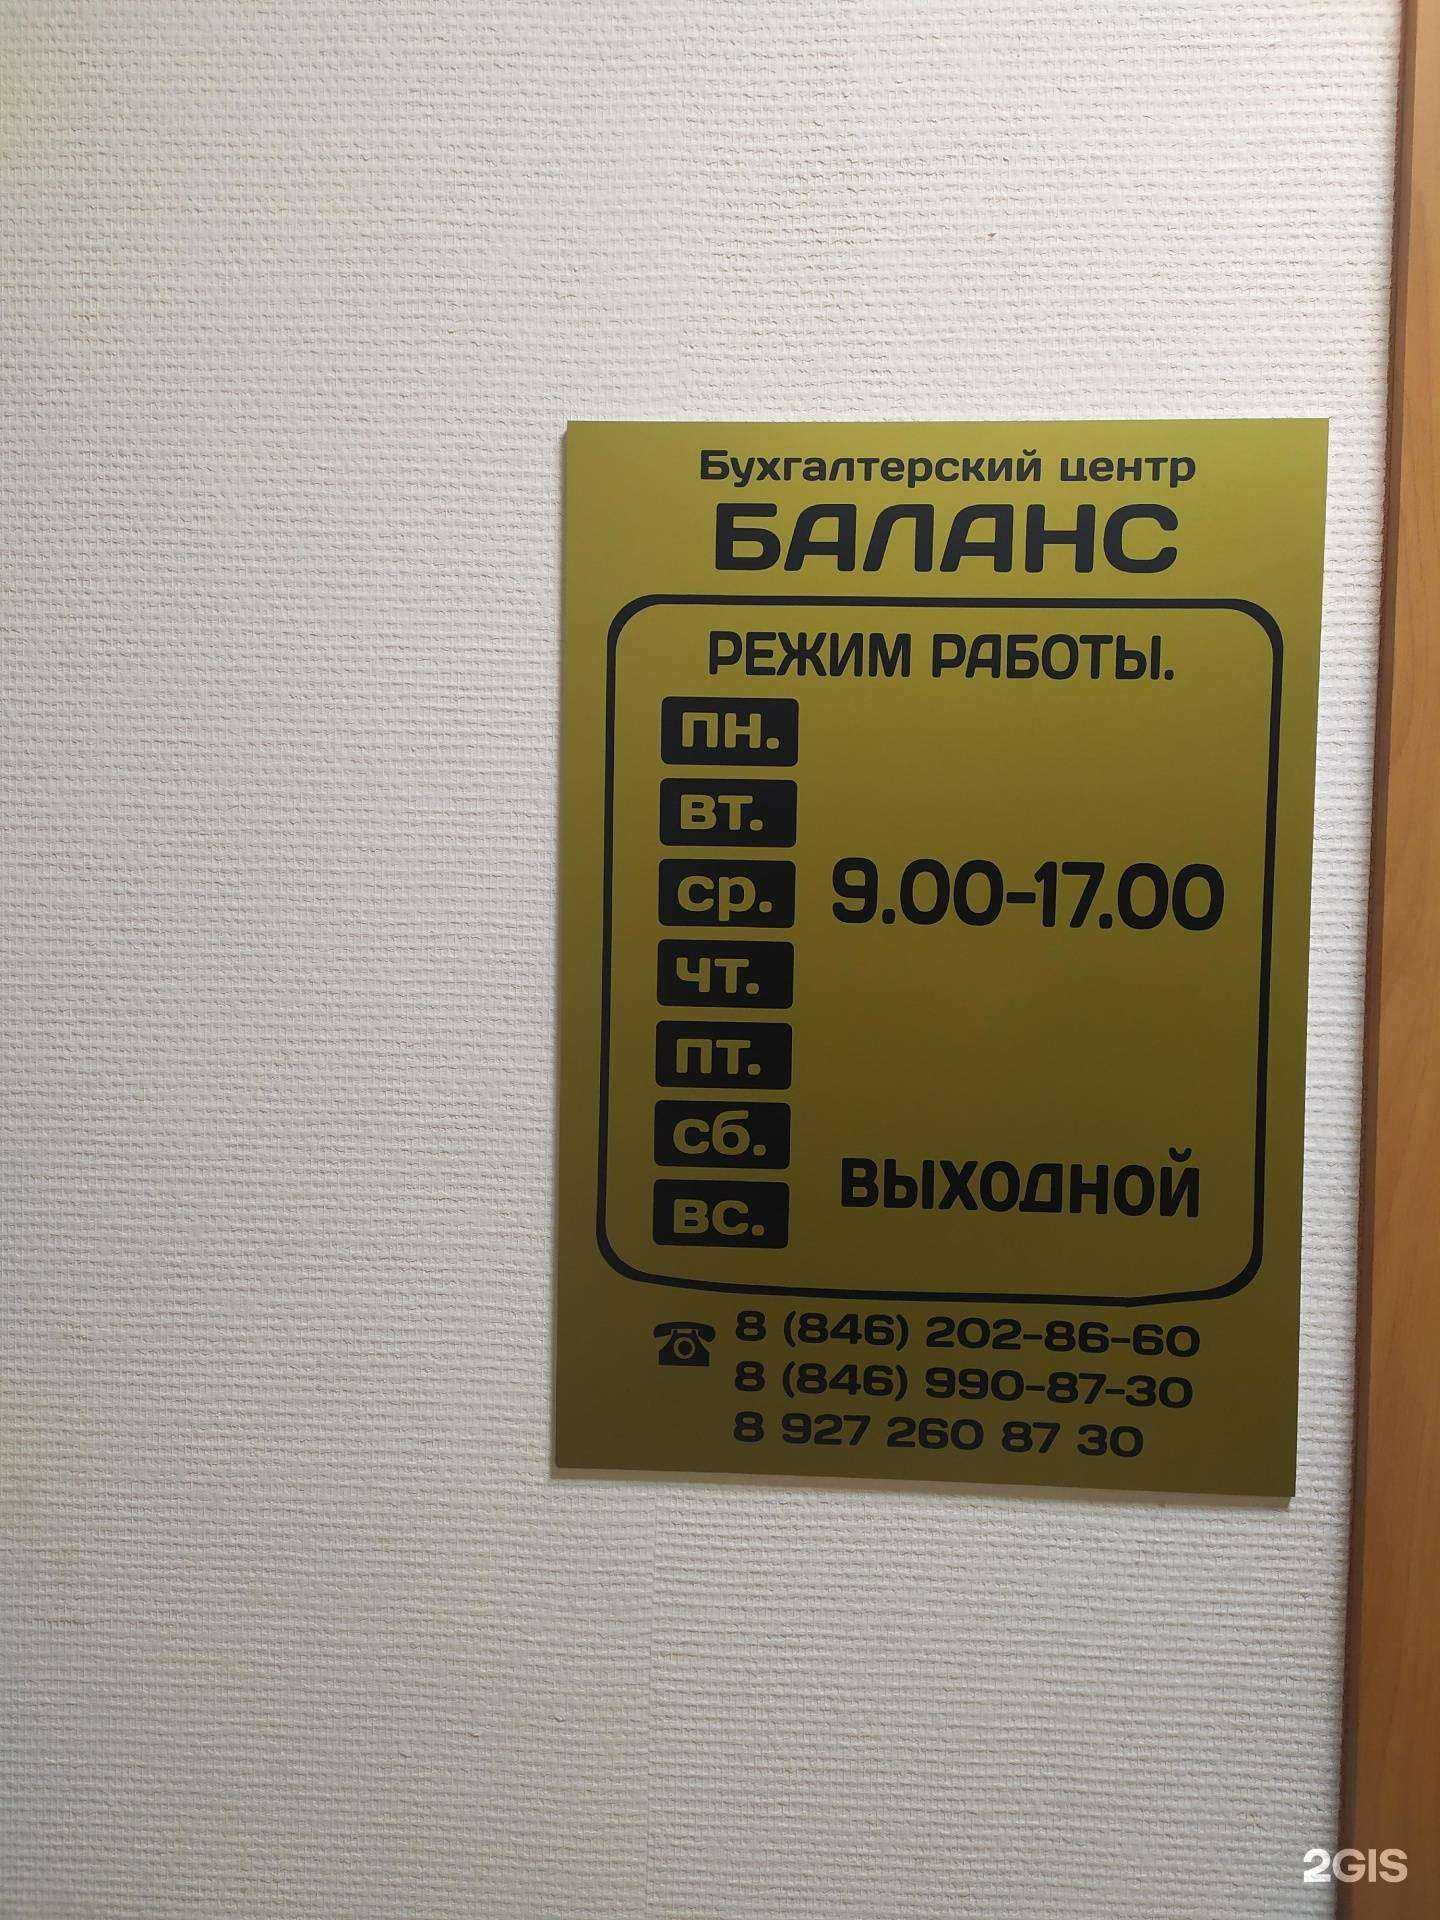 Бухгалтерский центр
БАЛАНС
РЕЖИМ РАБОТЫ.
ПН.
ВТ.
СР. 9.00-17.00
ЧТ.
ПТ.
СБ.
ВЫХОДНОЙ
ВС.
8 (846) 202-86-60
8 (846) 990-87-30
8 927 260 87 30
2GIS